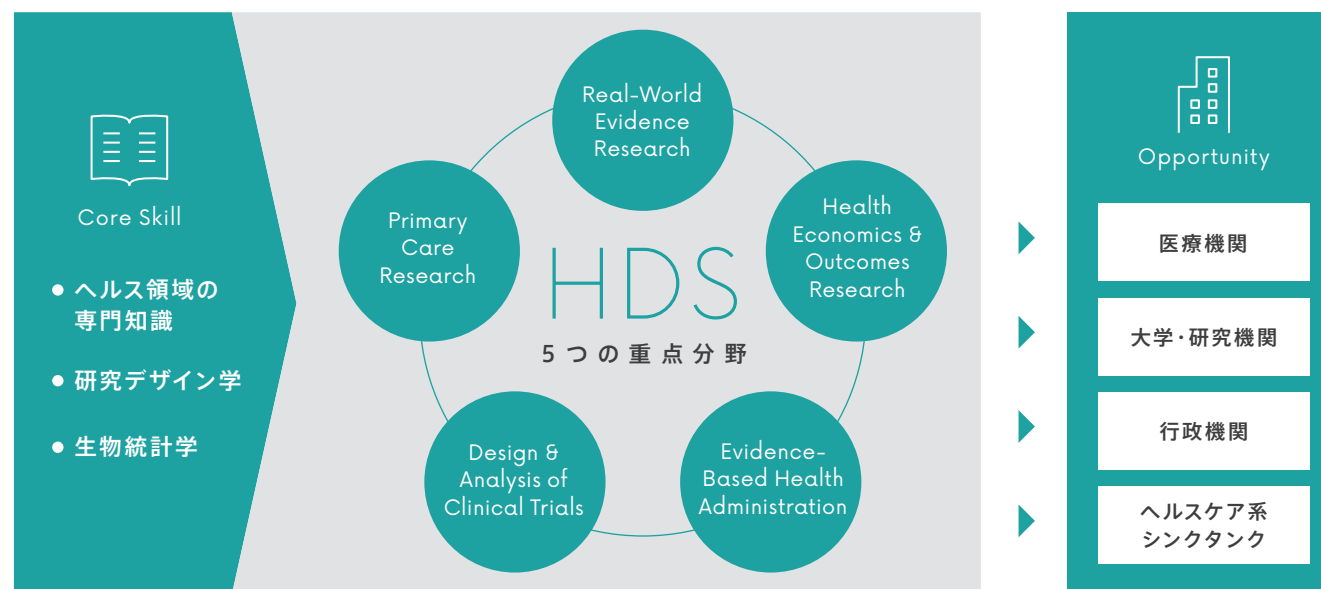 Core Skill
● ヘルス領域の
専門知識
● 研究デザイン学
● 生物統計学
Real-World
Evidence
Research
Primary
Care
Research
Health
Economics &
Outcomes
Research
HDS
5つの重点分野
Design &
Analysis of
Clinical Trials
Evidence-
Based Health
Administration
Opportunity
医療機関
大学・研究機関
行政機関
ヘルスケア系
シンクタンク